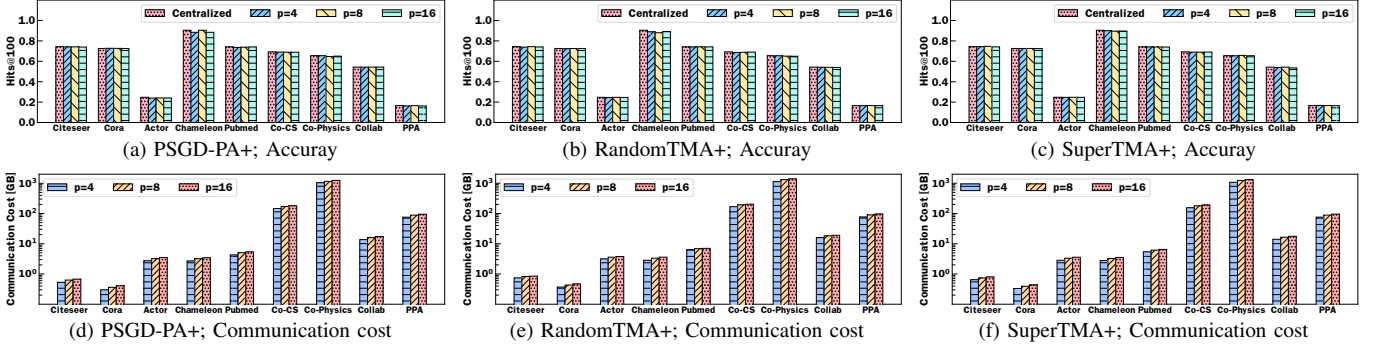 Centralized p=4 p=8 p=16
Hits@100
1.0
0.8
0.6
0.4
0.2
0.0
Citeseer Cora Actor Chameleon Pubmed Co-CS Co-Physics Collab PPA
(a) PSGD-PA+; Accuray
Centralized p=4 p=8 p=16
Hits@100
1.0
0.8
0.6
0.4
0.2
0.0
Citeseer Cora Actor Chameleon Pubmed Co-CS Co-Physics Collab PPA
(b) RandomTMA+; Accuray
Centralized p=4 p=8 p=16
Hits@100
1.0
0.8
0.6
0.4
0.2
0.0
Citeseer Cora Actor Chameleon Pubmed Co-CS Co-Physics Collab PPA
(c) SuperTMA+; Accuray
p=4 p=8 p=16
Communication Cost [GB]
10³
10²
10¹
10⁰
Citeseer Cora Actor Chameleon Pubmed Co-CS Co-Physics Collab PPA
(d) PSGD-PA+; Communication cost
p=4 p=8 p=16
Communication Cost [GB]
10³
10²
10¹
10⁰
Citeseer Cora Actor Chameleon Pubmed Co-CS Co-Physics Collab PPA
(e) RandomTMA+; Communication cost
p=4 p=8 p=16
Communication Cost [GB]
10³
10²
10¹
10⁰
Citeseer Cora Actor Chameleon Pubmed Co-CS Co-Physics Collab PPA
(f) SuperTMA+; Communication cost